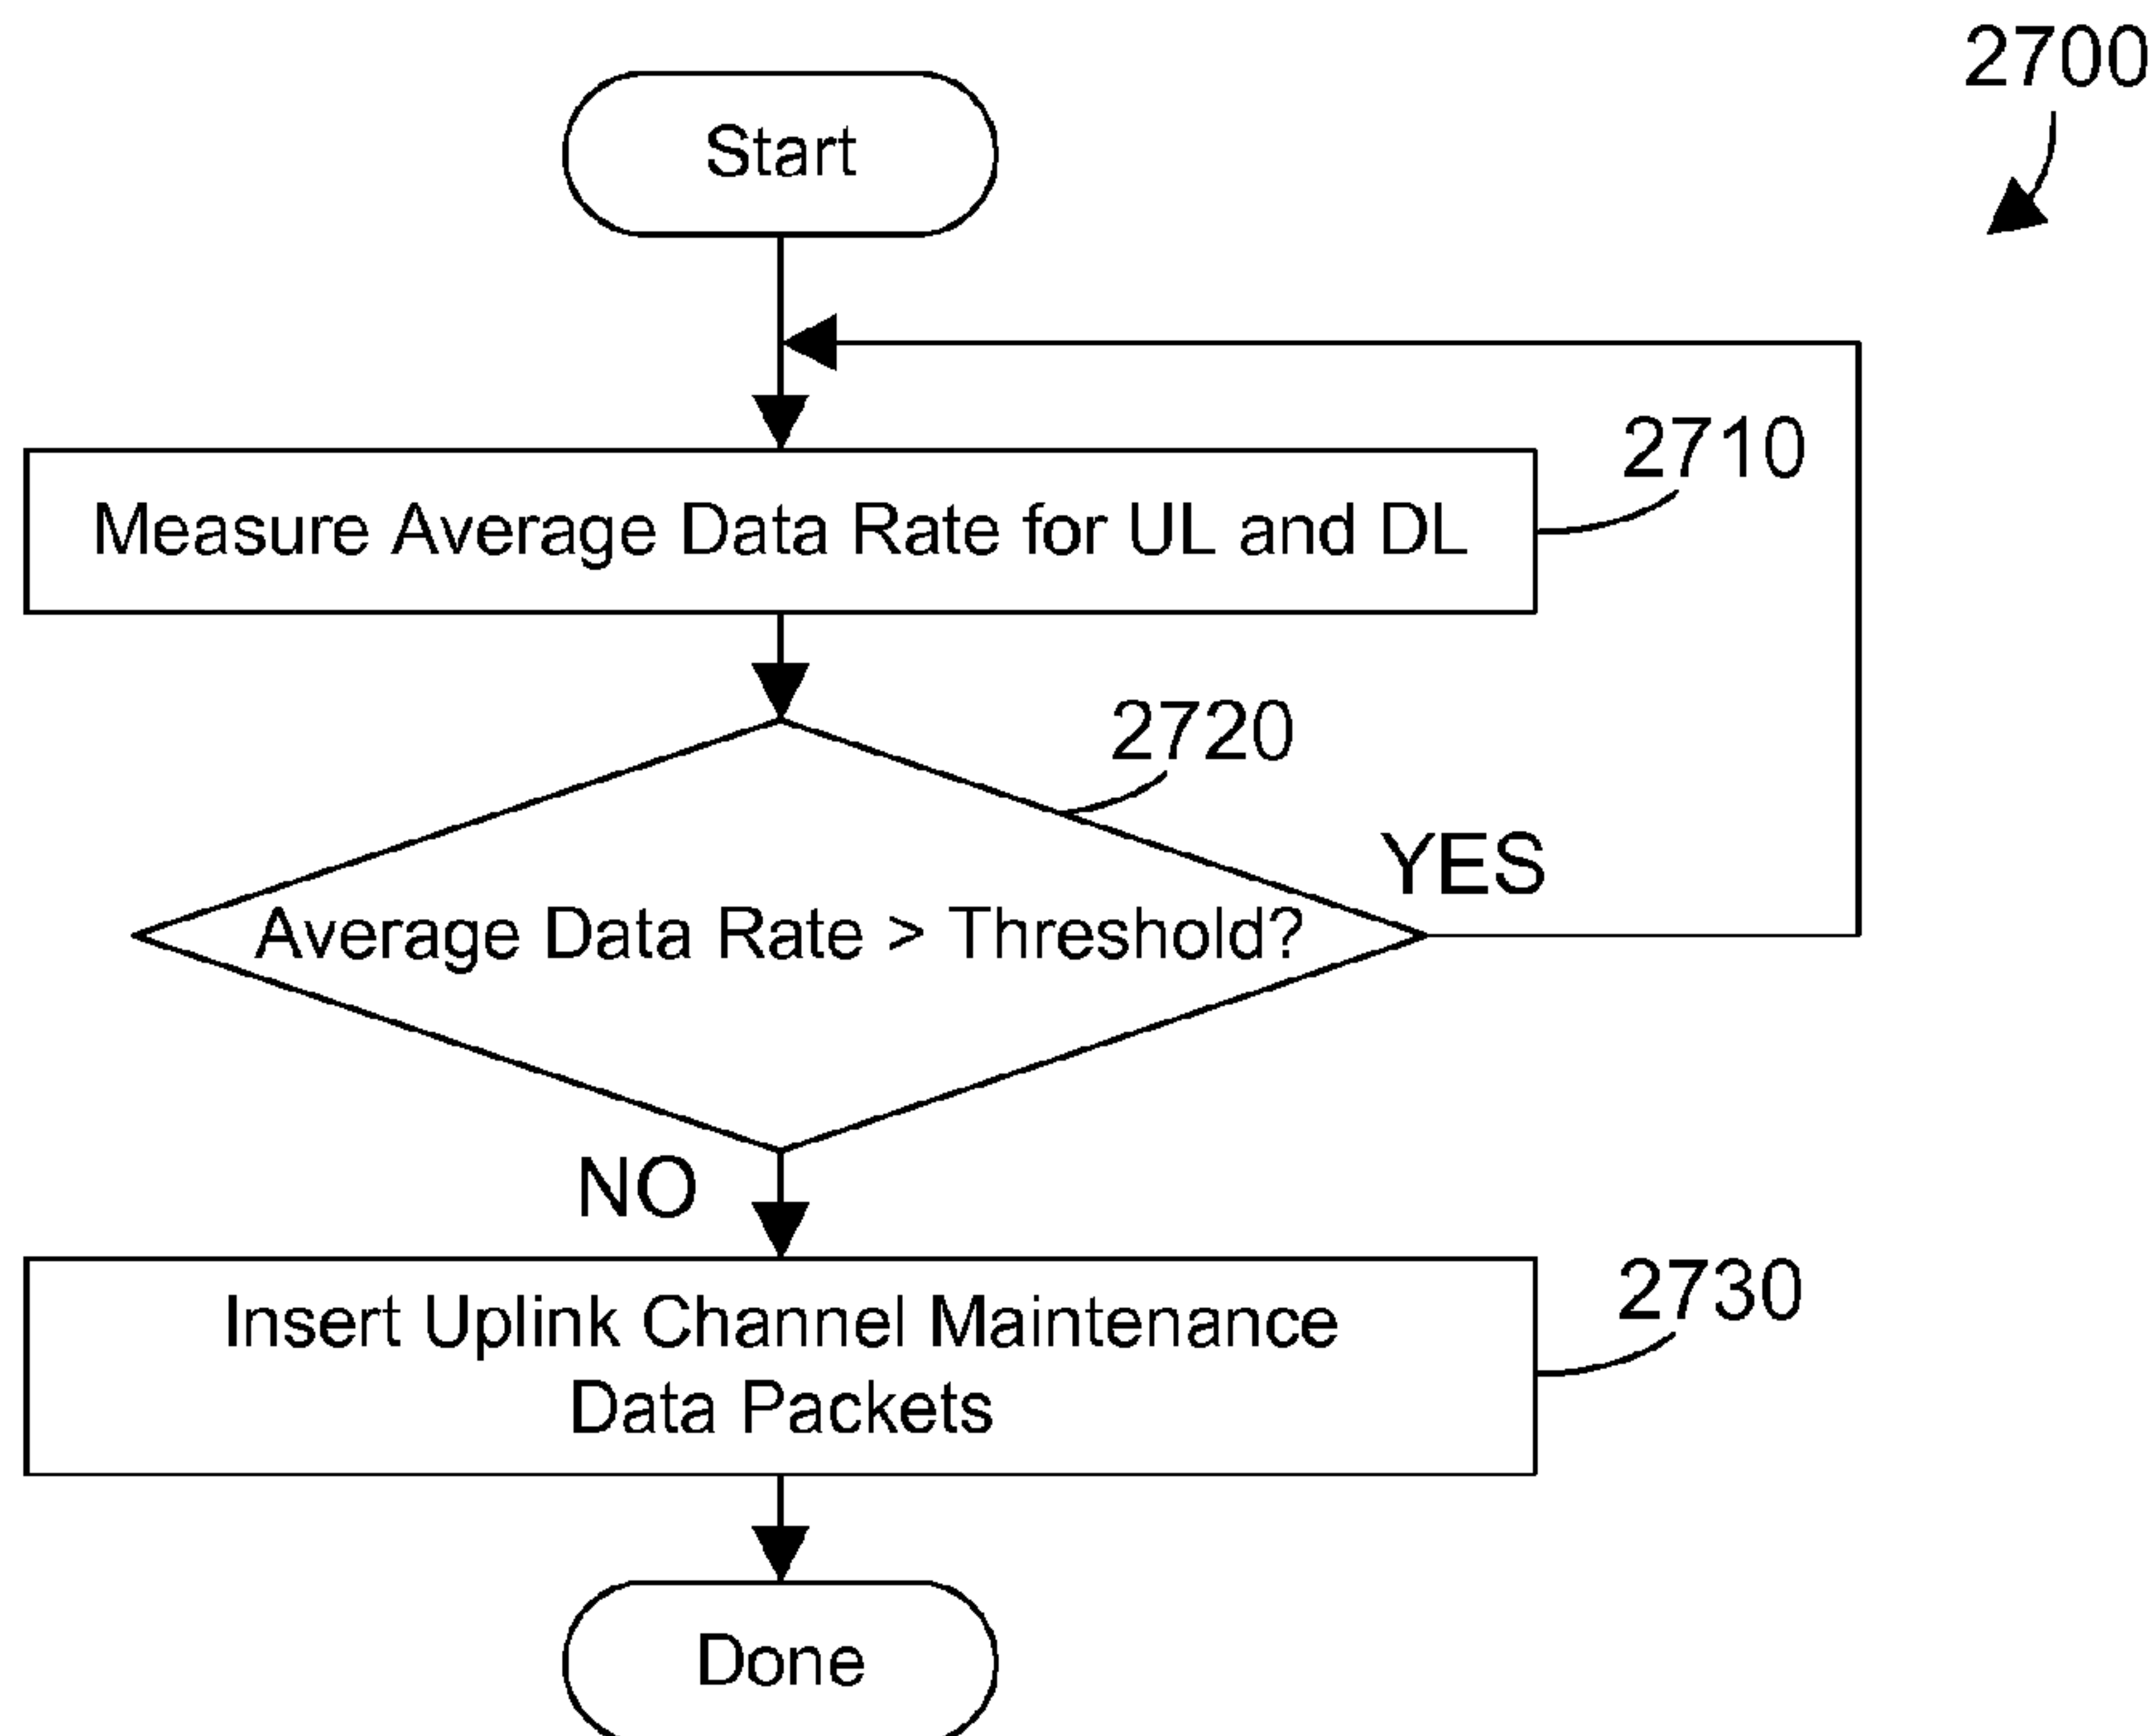 2700
Start
2710
Measure Average Data Rate for UL and DL
2720
YES
Average Data Rate > Threshold?
NO
2730
Insert Uplink Channel Maintenance
Data Packets
Done